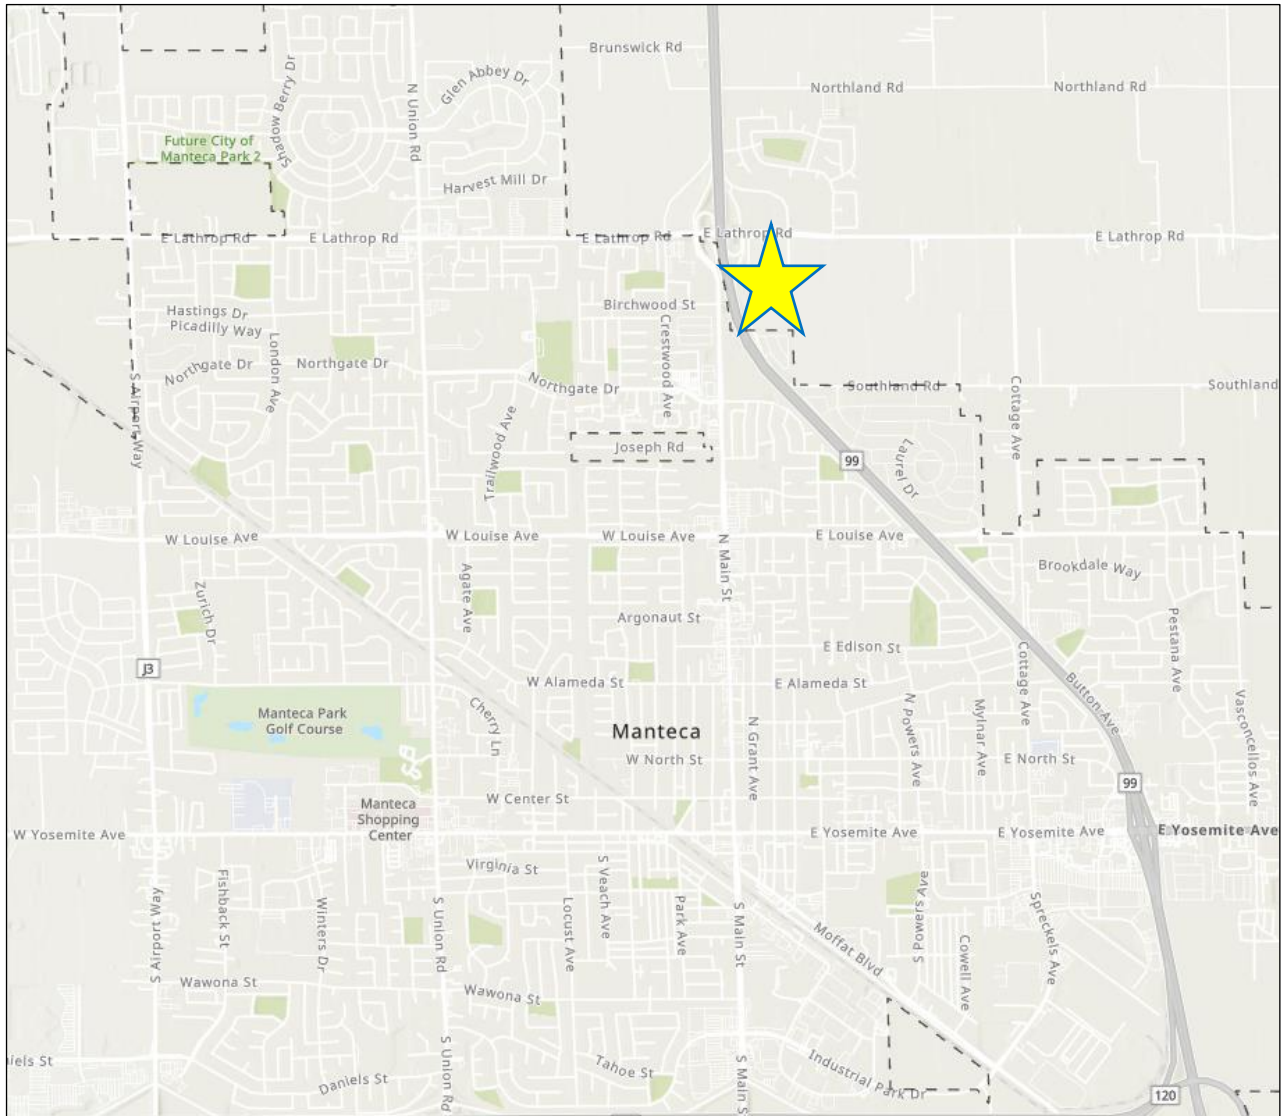 Brunswick Rd
Northland Rd
Northland Rd
Shadow Berry Dr
N Union Rd
Glen Abbey Dr
Future City of
Manteca Park 2
Harvest Mill Dr
E Lathrop Rd
E Lathrop Rd
E Lathrop Rd
E Lathrop Rd
E Lathrop Rd
Hastings Dr
Picadilly Way
Birchwood St
Crestwood Ave
London Ave
Northgate Dr
Northgate Dr
Northgate Dr
S Airport Way
Southland Rd
Southland
Cottage Ave
Trailwood Ave
Joseph Rd
Laurel Dr
99
W Louise Ave
W Louise Ave
W Louise Ave
E Louise Ave
N Main St
Brookdale Way
Zurich Dr
Agate Ave
Argonaut St
E Edison St
Pestana Ave
Cottage Ave
J3
W Alameda St
E Alameda St
Button Ave
Vasconcellos Ave
Manteca Park
Golf Course
Cherry Ln
Manteca
N Grant Ave
N Powers Ave
Mylnar Ave
W North St
E North St
99
W Center St
Manteca
Shopping
Center
W Yosemite Ave
E Yosemite Ave
E Yosemite Ave
E Yosemite Ave
Virginia St
S Veach Ave
Fishback St
S Airport Way
Winters Dr
S Union Rd
Locust Ave
Park Ave
S Main St
Moffat Blvd
S Powers Ave
Cowell Ave
Spreckels Ave
Wawona St
Wawona St
niels St
Daniels St
S Union Rd
Tahoe St
S Main S
Industrial Park Dr
120